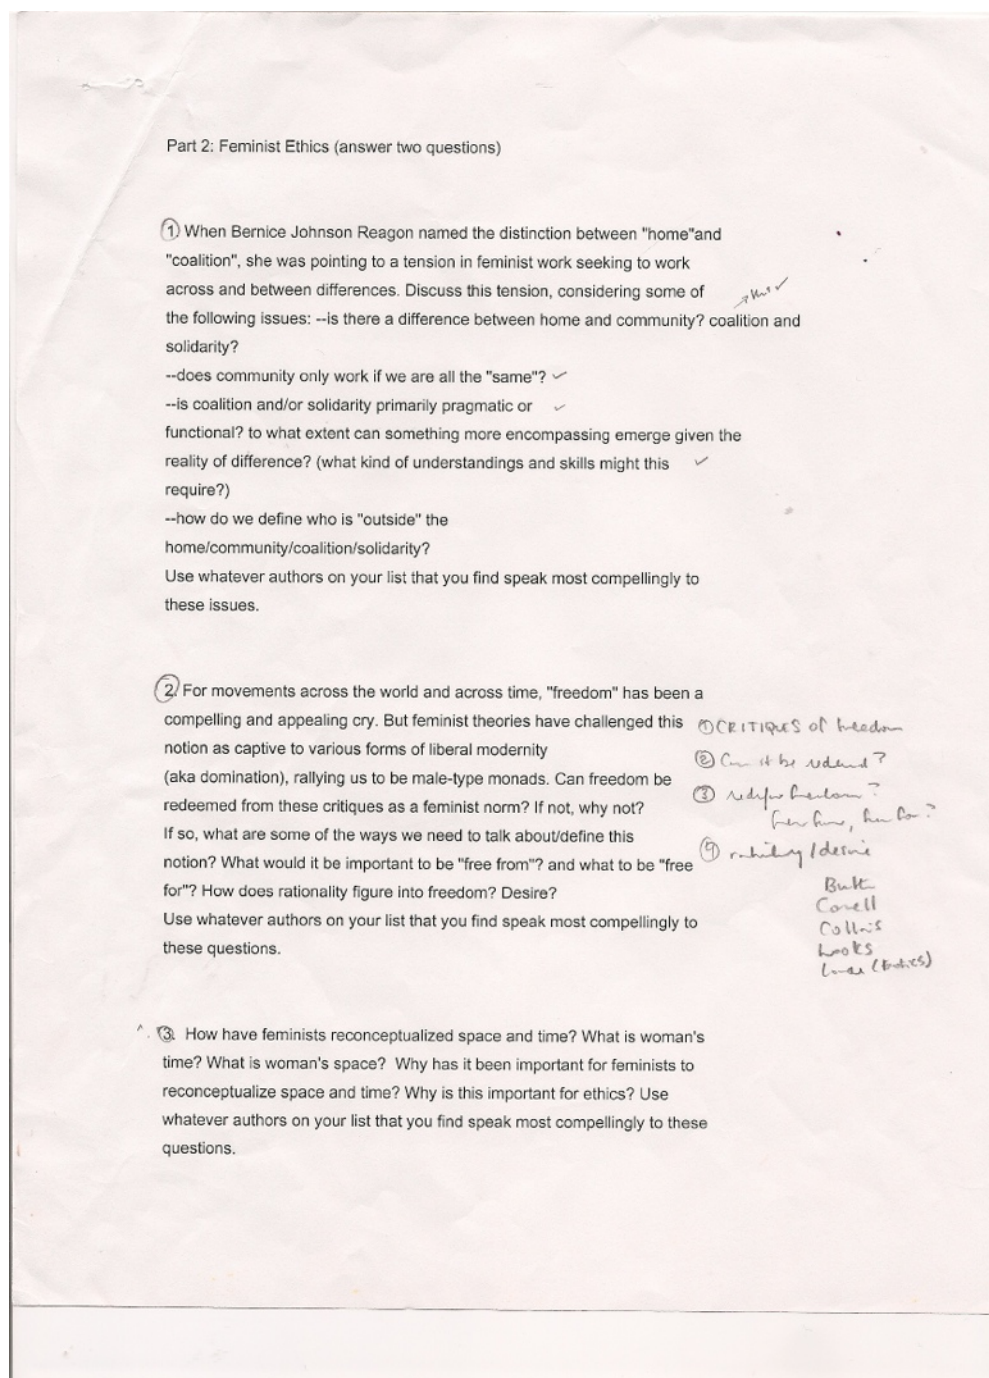 Part 2: Feminist Ethics (answer two questions)
1) When Bernice Johnson Reagon named the distinction between "home"and
"coalition", she was pointing to a tension in feminist work seeking to work
across and between differences. Discuss this tension, considering some of
the following issues: --is there a difference between home and community? coalition and
solidarity?
--does community only work if we are all the "same"? ✓
--is coalition and/or solidarity primarily pragmatic or ✓
functional? to what extent can something more encompassing emerge given the
reality of difference? (what kind of understandings and skills might this ✓
require?)
--how do we define who is "outside" the
home/community/coalition/solidarity?
Use whatever authors on your list that you find speak most compellingly to
these issues.
2. For movements across the world and across time, "freedom" has been a
compelling and appealing cry. But feminist theories have challenged this
notion as captive to various forms of liberal modernity
(aka domination), rallying us to be male-type monads. Can freedom be
redeemed from these critiques as a feminist norm? If not, why not?
If so, what are some of the ways we need to talk about/define this
notion? What would it be important to be "free from"? and what to be "free
for"? How does rationality figure into freedom? Desire?
Use whatever authors on your list that you find speak most compellingly to
these questions.
① CRITIQUES of freedom
② Can it be redeemed?
③ redefine freedom?
free from, free for?
④ rationality / desire
Collins
hooks
3. How have feminists reconceptualized space and time? What is woman's
time? What is woman's space? Why has it been important for feminists to
reconceptualize space and time? Why is this important for ethics? Use
whatever authors on your list that you find speak most compellingly to these
questions.